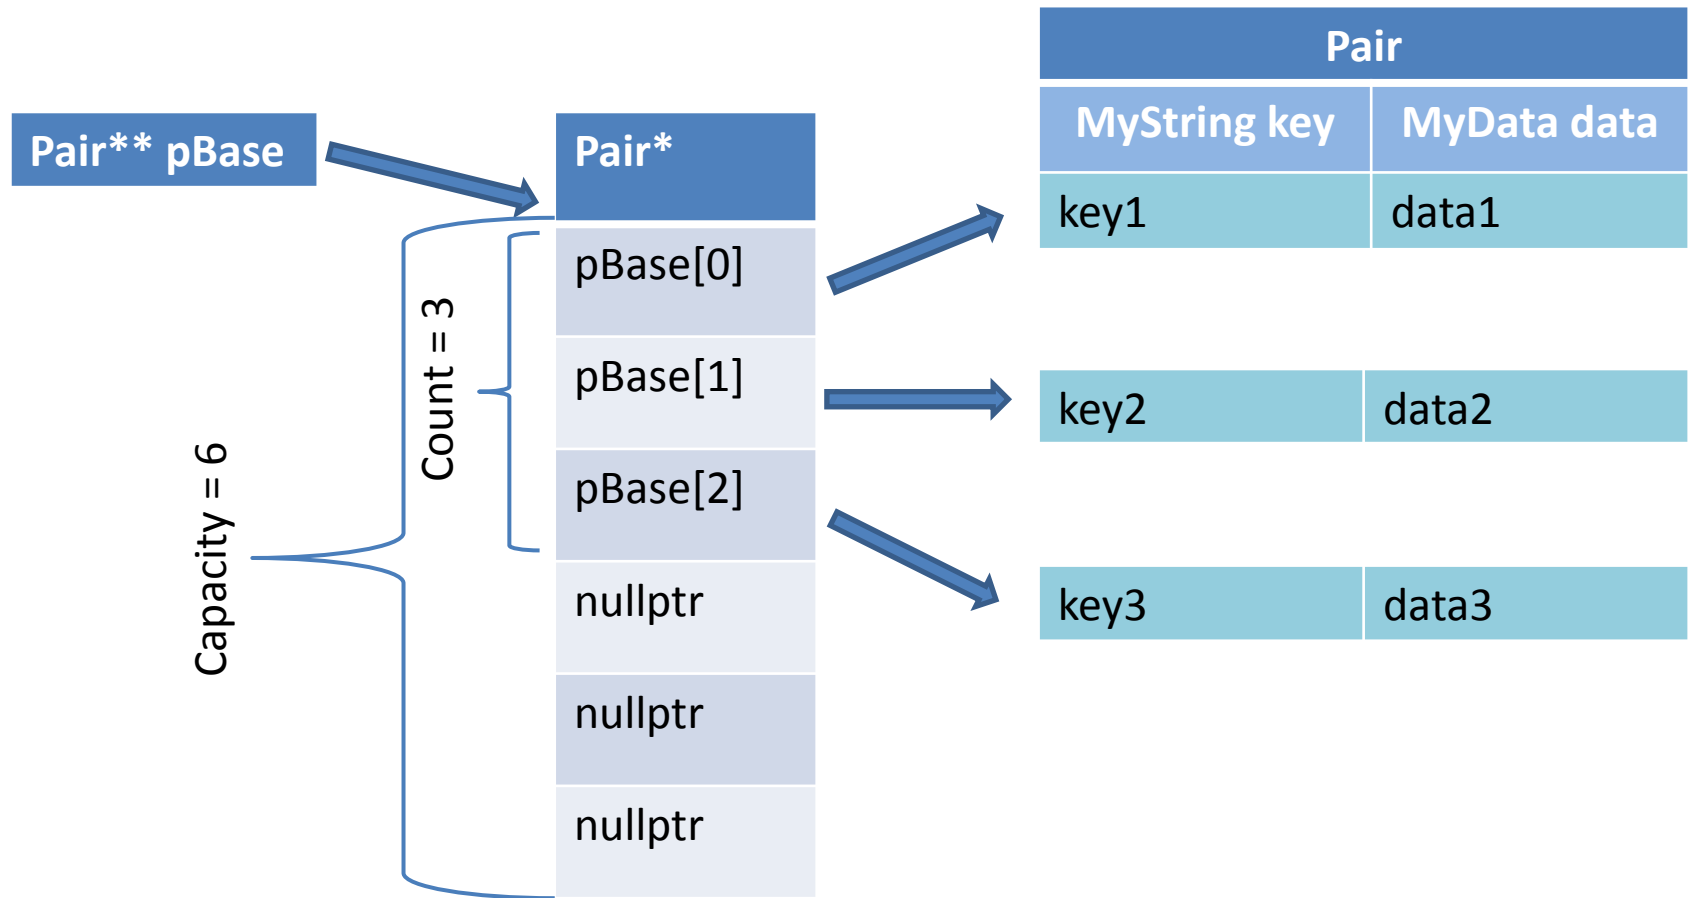 Pair** pBase
Capacity = 6
Count = 3
Pair*
pBase[0]
pBase[1]
pBase[2]
nullptr
nullptr
nullptr
Pair
MyString key MyData data
key1 data1
key2 data2
key3 data3